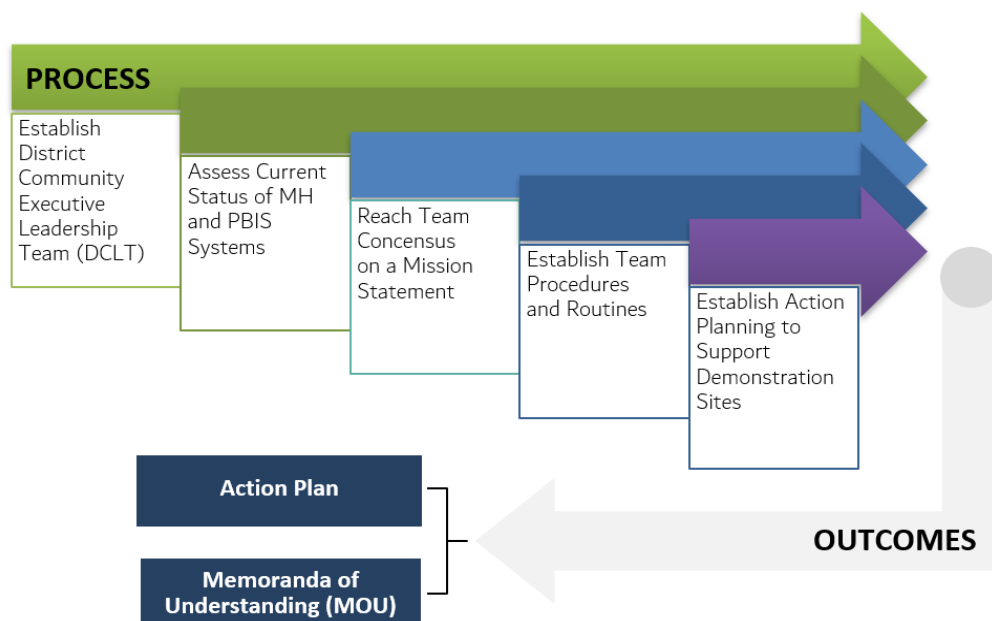 PROCESS
Establish
District
Community
Executive
Leadership
Team (DCLT)
Assess Current
Status of MH
and PBIS
Systems
Reach Team
Concensus
on a Mission
Statement
Establish Team
Procedures
and Routines
Establish Action
Planning to
Support
Demonstration
Sites
Action Plan
Memoranda of
Understanding (MOU)
OUTCOMES